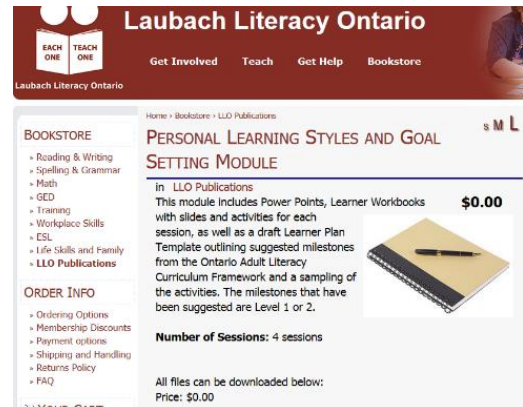 Laubach Literacy Ontario
EACH ONE
TEACH ONE
Laubach Literacy Ontario
Get Involved Teach Get Help Bookstore
Home › Bookstore › LLO Publications
BOOKSTORE
» Reading & Writing
» Spelling & Grammar
» Math
» GED
» Training
» Workplace Skills
» ESL
» Life Skills and Family
» LLO Publications
ORDER INFO
» Ordering Options
» Membership Discounts
» Payment options
» Shipping and Handling
» Returns Policy
» FAQ
YOUR CART
S M L
PERSONAL LEARNING STYLES AND GOAL
SETTING MODULE
in LLO Publications
$0.00
This module includes Power Points, Learner Workbooks
with slides and activities for each
session, as well as a draft Learner Plan
Template outlining suggested milestones
from the Ontario Adult Literacy
Curriculum Framework and a sampling of
the activities. The milestones that have
been suggested are Level 1 or 2.
Number of Sessions: 4 sessions
All files can be downloaded below:
Price: $0.00